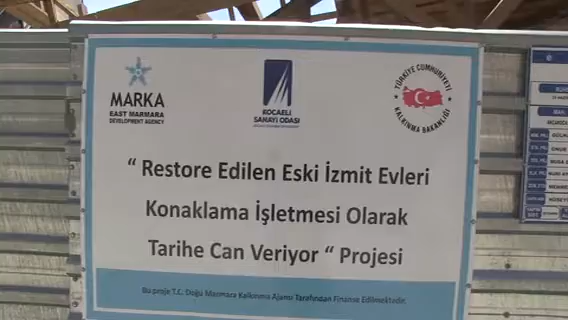 MARKA
EAST MARMARA
DEVELOPMENT AGENCY
KOCAELİ
SANAYİ ODASI
TÜRKİYE CUMHURİYETİ
KALKINMA BAKANLIĞI
“ Restore Edilen Eski İzmit Evleri
Konaklama İşletmesi Olarak
Tarihe Can Veriyor “ Projesi
Bu proje T.C. Doğu Marmara Kalkınma Ajansı Tarafından Finanse Edilmektedir.